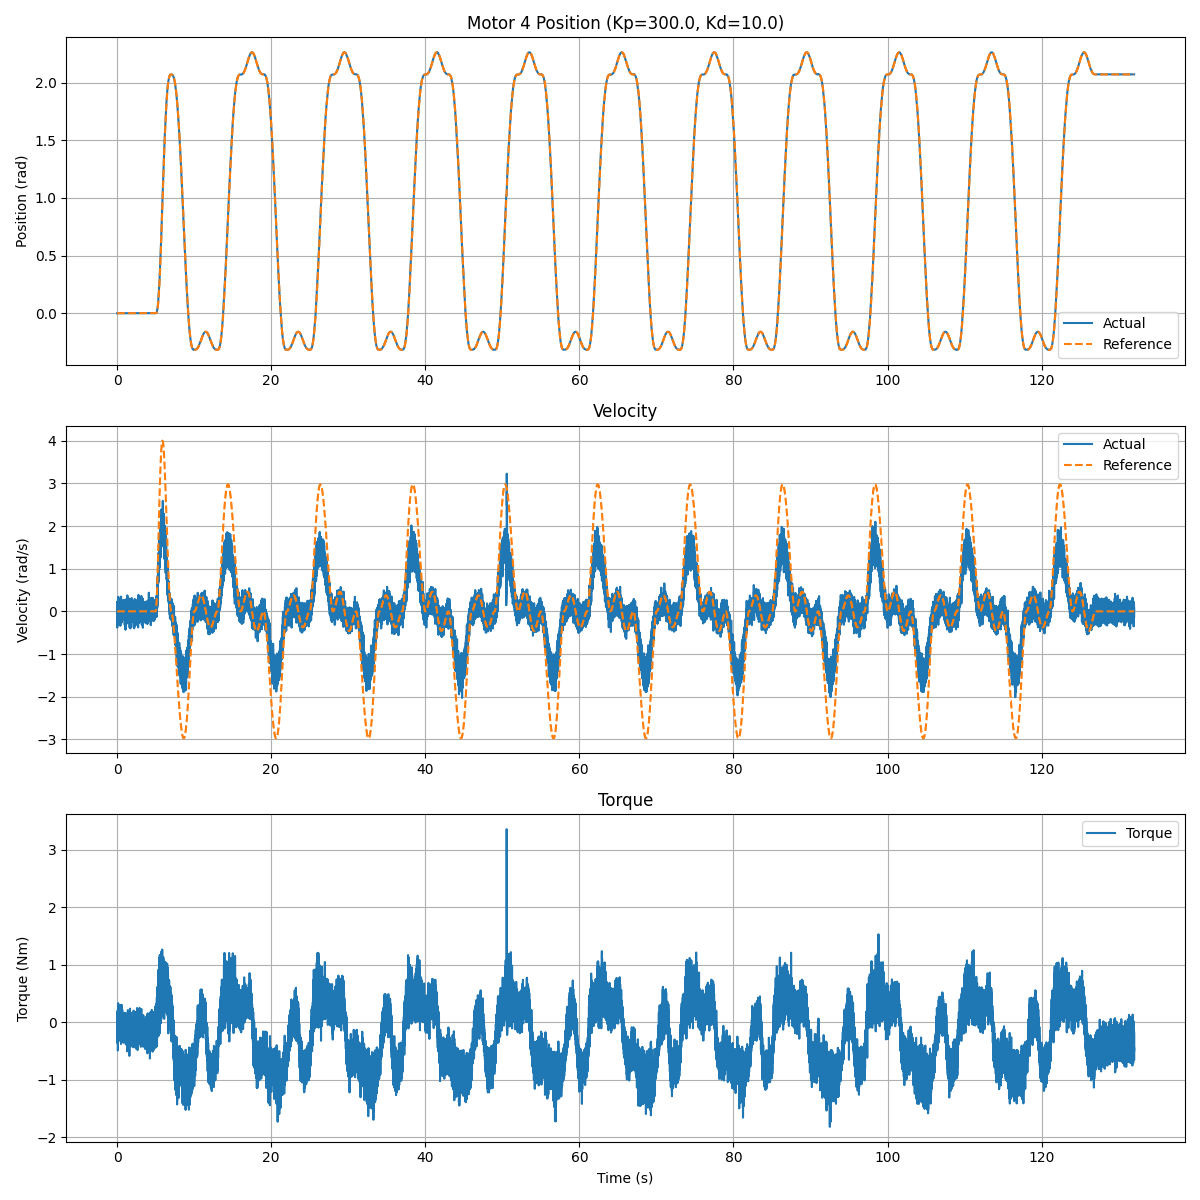 Motor 4 Position (Kp=300.0, Kd=10.0)
Position (rad)
2.0
1.5
1.0
0.5
0.0
Actual
Reference
0 20 40 60 80 100 120
Velocity
Velocity (rad/s)
4
3
2
1
0
−1
−2
−3
Actual
Reference
0 20 40 60 80 100 120
Torque
Torque (Nm)
3
2
1
0
−1
−2
Torque
0 20 40 60 80 100 120
Time (s)